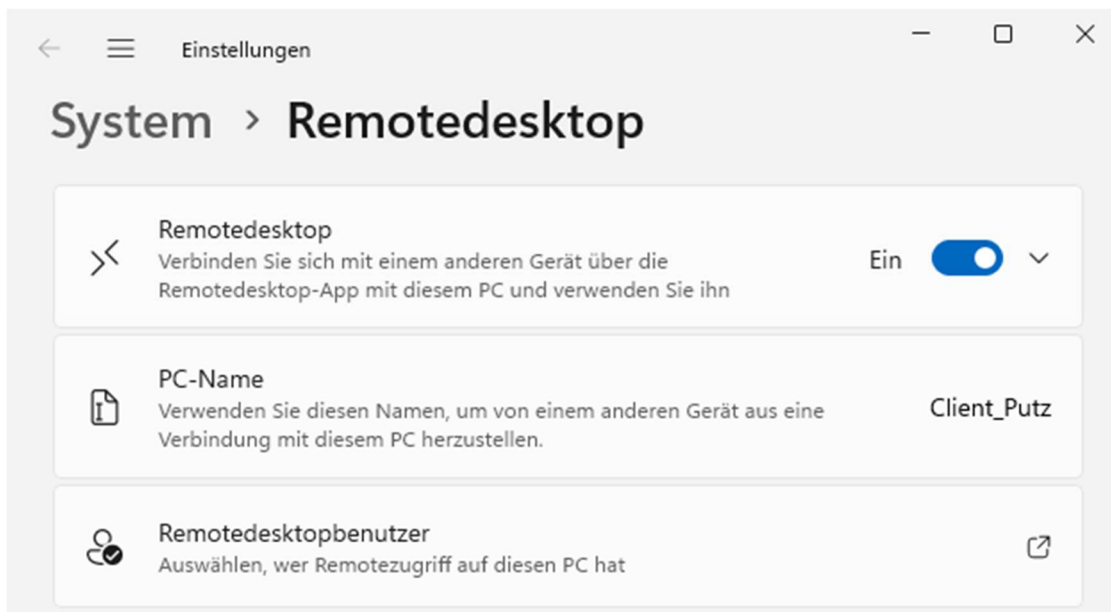 Einstellungen
System > Remotedesktop
Remotedesktop
Verbinden Sie sich mit einem anderen Gerät über die
Remotedesktop-App mit diesem PC und verwenden Sie ihn
Ein
PC-Name
Verwenden Sie diesen Namen, um von einem anderen Gerät aus eine
Verbindung mit diesem PC herzustellen.
Client_Putz
Remotedesktopbenutzer
Auswählen, wer Remotezugriff auf diesen PC hat